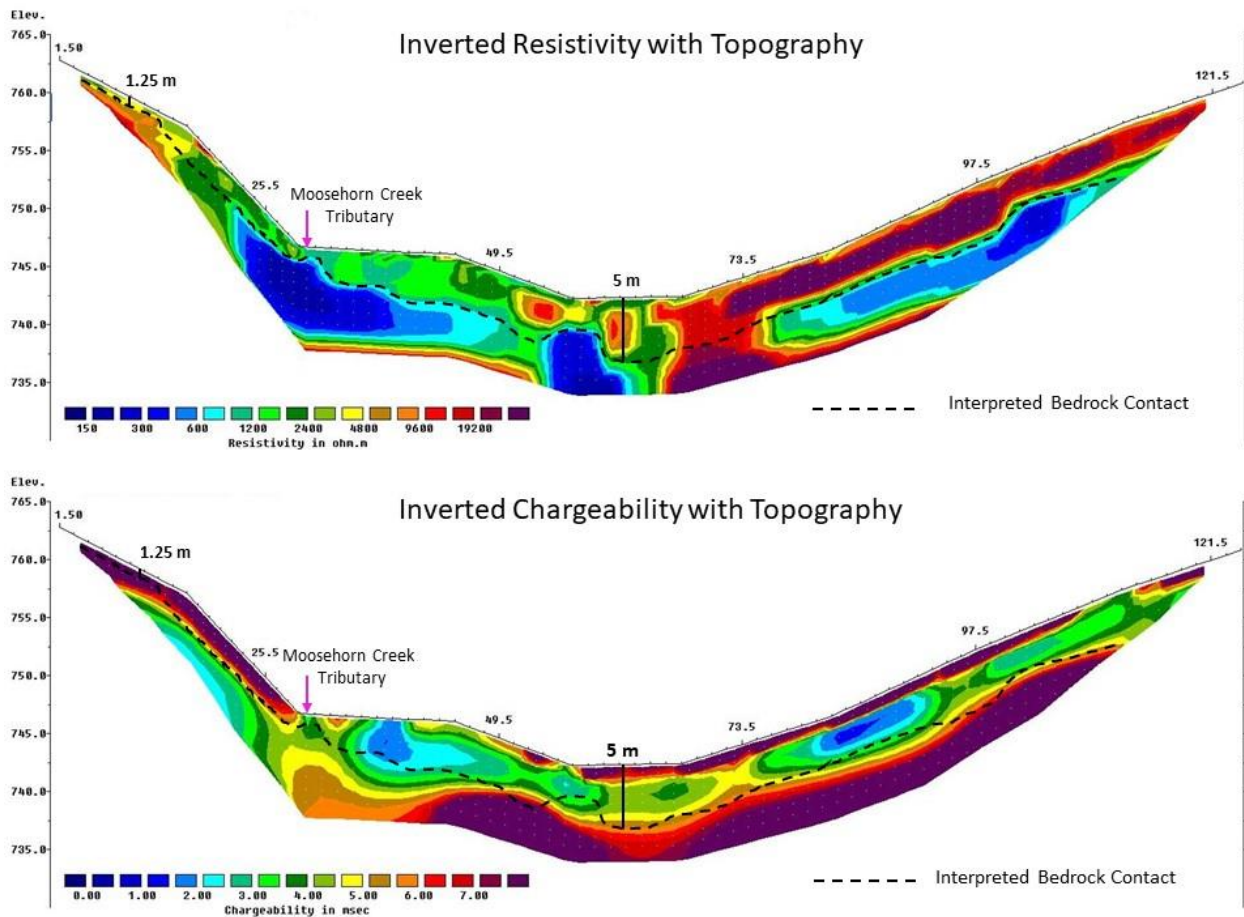 Elev.
Inverted Resistivity with Topography
765.0
1.50
121.5
1.25 m
760.0
97.5
755.0
25.5
Moosehorn Creek
Tributary
750.0
49.5
73.5
745.0
5 m
740.0
735.0
150 300 600 1200 2400 4800 9600 19200
Resistivity in ohm.m
Interpreted Bedrock Contact
Elev.
Inverted Chargeability with Topography
765.0
1.50
121.5
1.25 m
760.0
97.5
755.0
25.5
Moosehorn Creek
Tributary
750.0
49.5
73.5
745.0
5 m
740.0
735.0
0.00 1.00 2.00 3.00 4.00 5.00 6.00 7.00
Chargeability in msec
Interpreted Bedrock Contact